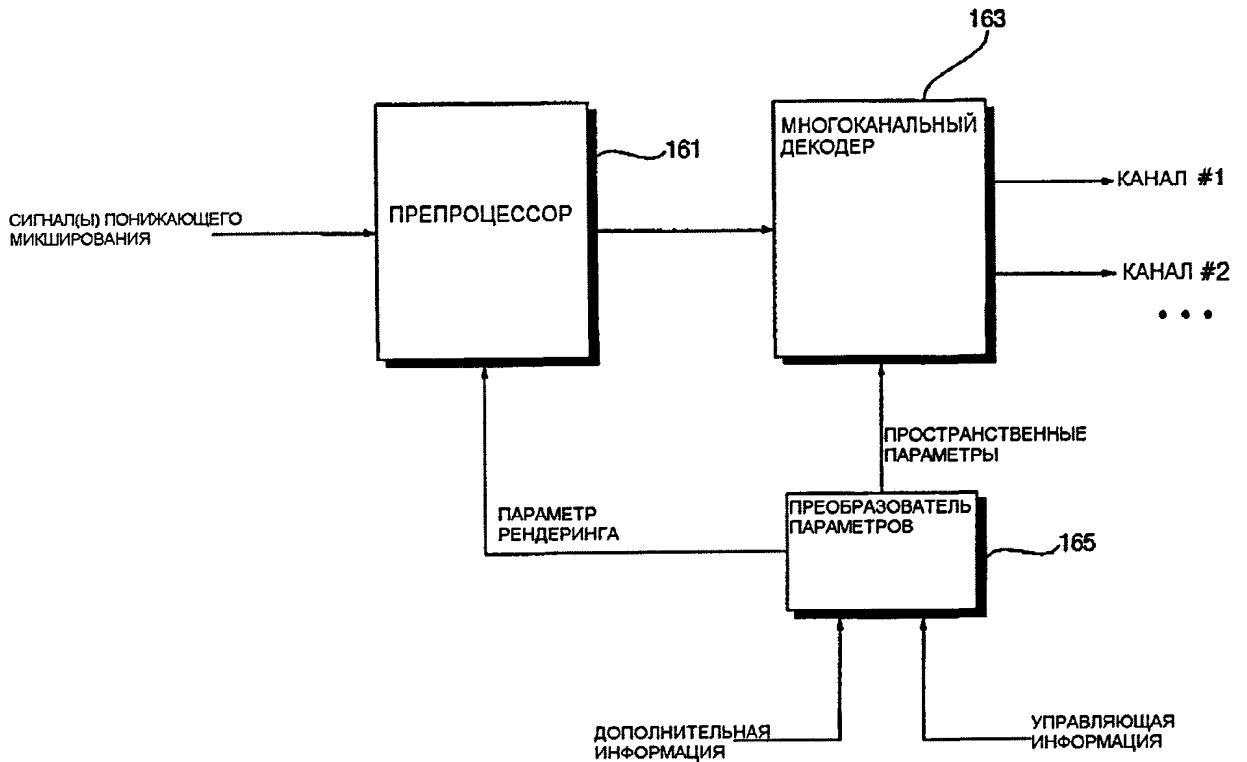 163
МНОГОКАНАЛЬНЫЙ
ДЕКОДЕР
161
КАНАЛ #1
ПРЕПРОЦЕССОР
СИГНАЛ(Ы) ПОНИЖАЮЩЕГО
МИКШИРОВАНИЯ
КАНАЛ #2
• • •
ПРОСТРАНСТВЕННЫЕ
ПАРАМЕТРЫ
ПАРАМЕТР
РЕНДЕРИНГА
ПРЕОБРАЗОВАТЕЛЬ
ПАРАМЕТРОВ
165
ДОПОЛНИТЕЛЬНАЯ
ИНФОРМАЦИЯ
УПРАВЛЯЮЩАЯ
ИНФОРМАЦИЯ